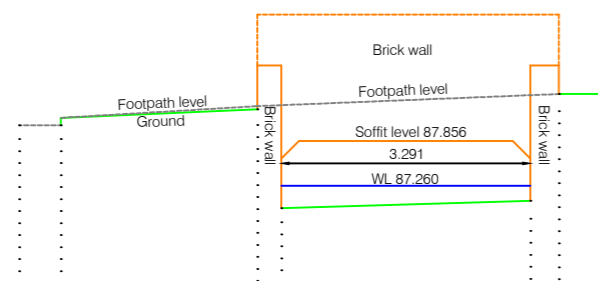 Brick wall
Footpath level
Footpath level
Ground
Brick wall
Brick wall
Soffit level 87.856
3.291
WL 87.260